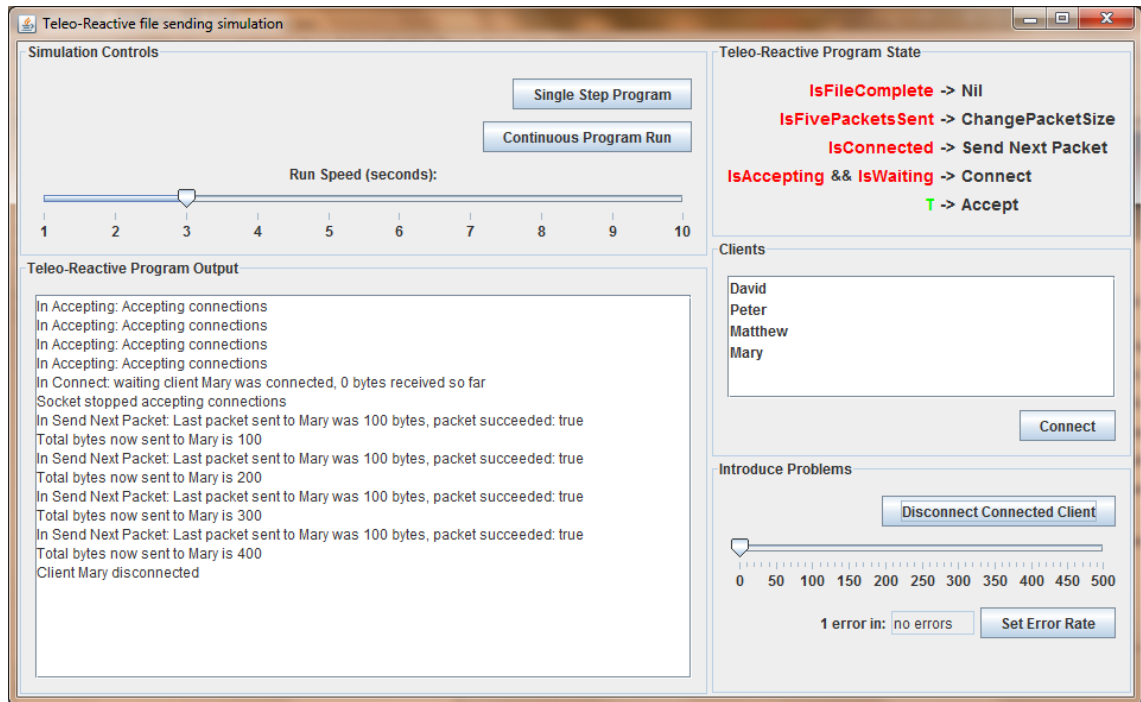 Teleo-Reactive file sending simulation
Simulation Controls
Single Step Program
Continuous Program Run
Run Speed (seconds):
1 2 3 4 5 6 7 8 9 10
Teleo-Reactive Program Output
In Accepting: Accepting connections
In Accepting: Accepting connections
In Accepting: Accepting connections
In Accepting: Accepting connections
In Connect: waiting client Mary was connected, 0 bytes received so far
Socket stopped accepting connections
In Send Next Packet: Last packet sent to Mary was 100 bytes, packet succeeded: true
Total bytes now sent to Mary is 100
In Send Next Packet: Last packet sent to Mary was 100 bytes, packet succeeded: true
Total bytes now sent to Mary is 200
In Send Next Packet: Last packet sent to Mary was 100 bytes, packet succeeded: true
Total bytes now sent to Mary is 300
In Send Next Packet: Last packet sent to Mary was 100 bytes, packet succeeded: true
Total bytes now sent to Mary is 400
Client Mary disconnected
Teleo-Reactive Program State
IsFileComplete -> Nil
IsFivePacketsSent -> ChangePacketSize
IsConnected -> Send Next Packet
IsAccepting && IsWaiting -> Connect
T -> Accept
Clients
David
Peter
Matthew
Mary
Connect
Introduce Problems
Disconnect Connected Client
0 50 100 150 200 250 300 350 400 450 500
1 error in: no errors Set Error Rate